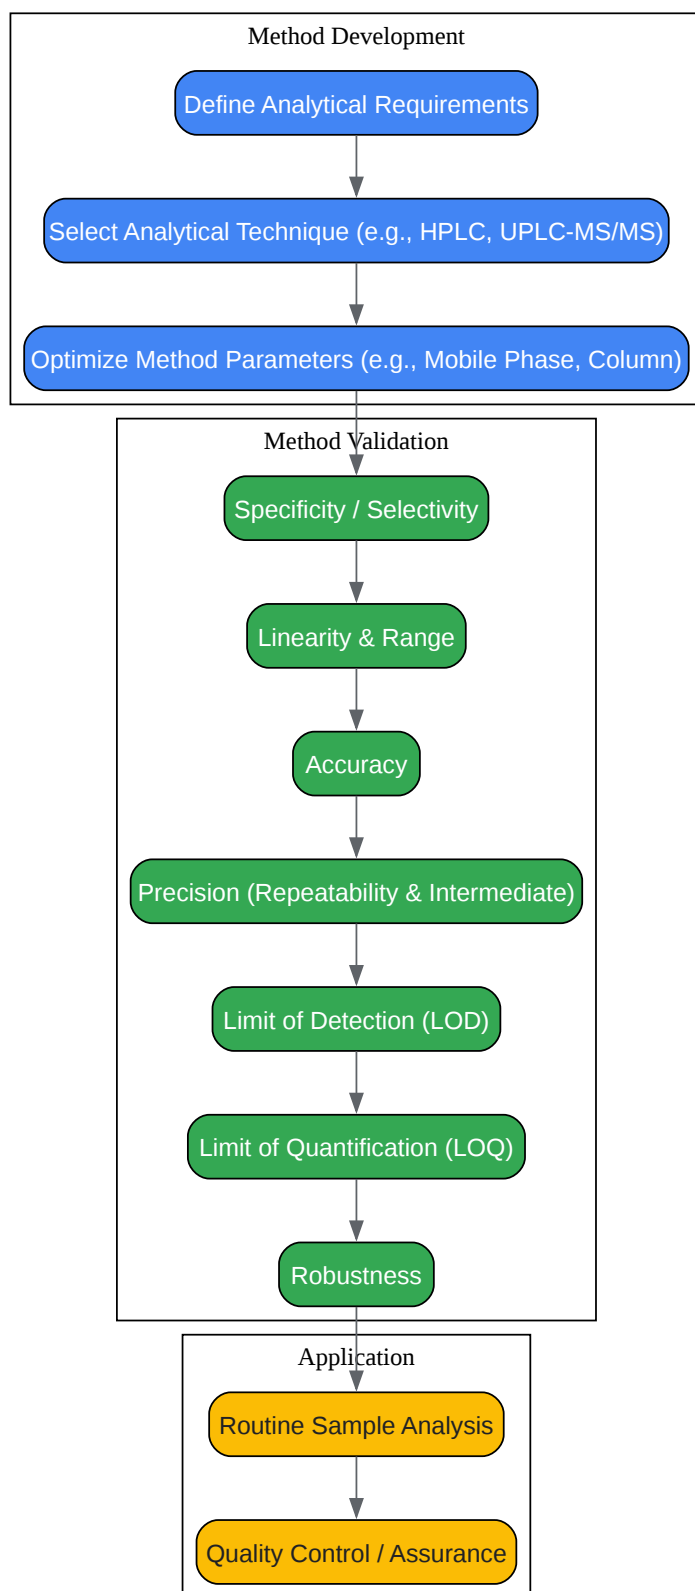 Method Development
Define Analytical Requirements
Select Analytical Technique (e.g., HPLC, UPLC-MS/MS)
Optimize Method Parameters (e.g., Mobile Phase, Column)
Method Validation
Specificity / Selectivity
Linearity & Range
Accuracy
Precision (Repeatability & Intermediate)
Limit of Detection (LOD)
Limit of Quantification (LOQ)
Robustness
Application
Routine Sample Analysis
Quality Control / Assurance